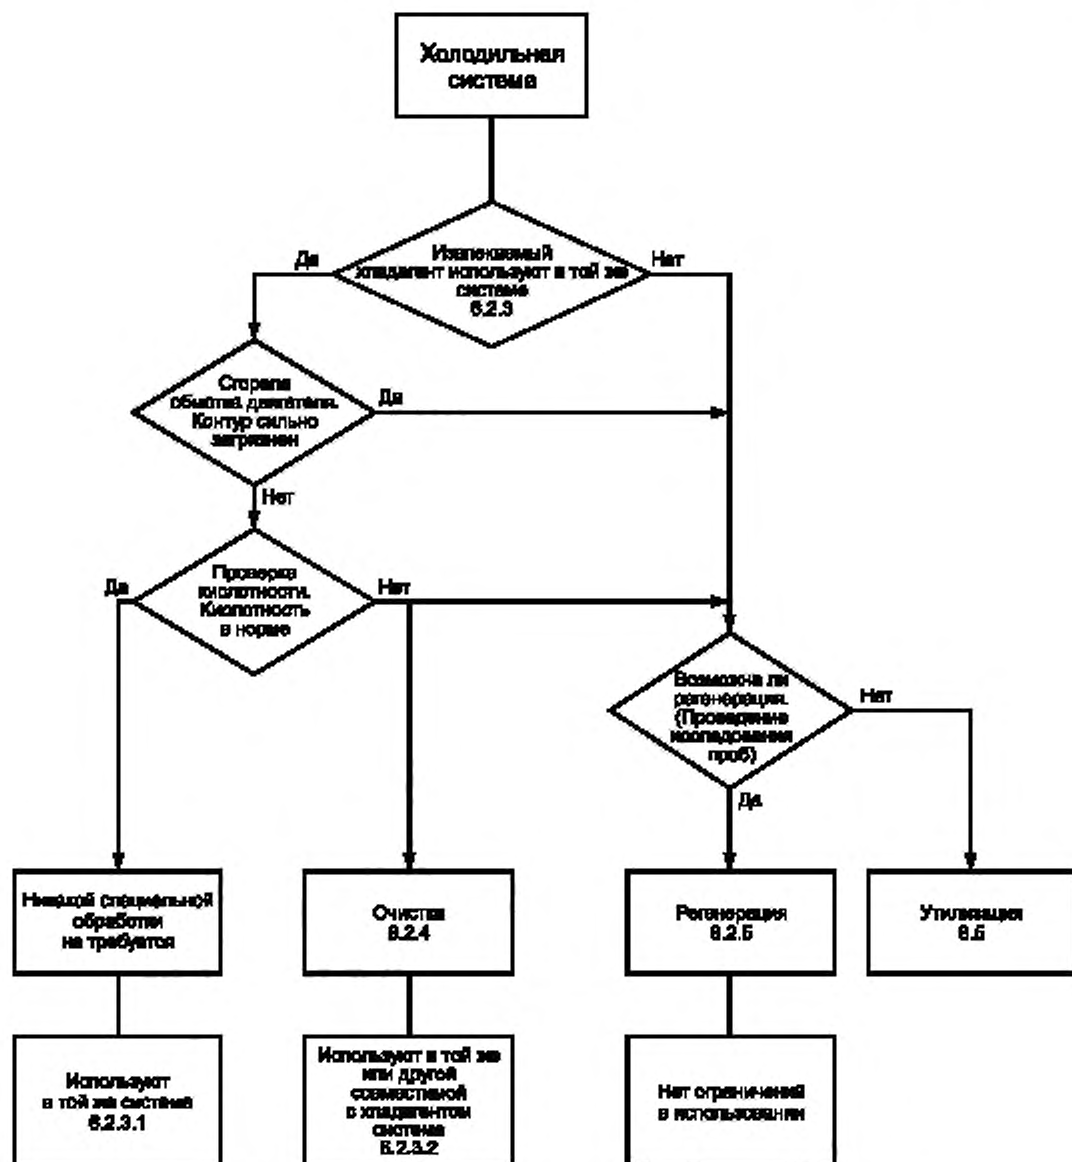 Холодильная
система
Да
Извлекаемый
Нет
хладагент используют в той же
системе
6.2.3
Сгорела
обмотка двигателя.
Контур сильно
загрязнен
Да
Нет
Да
Проверка
кислотности.
Кислотность
в норме
Нет
Возможна ли
регенерация.
(Проведение
исследования
проб)
Нет
Да
Никакой специальной
обработки
не требуется
Очистка
6.2.4
Регенерация
6.2.5
Утилизация
6.5
Используют
в той же системе
6.2.3.1
Используют в той же
или другой
совместимой
с хладагентом
системе
6.2.3.2
Нет ограничений
в использовании